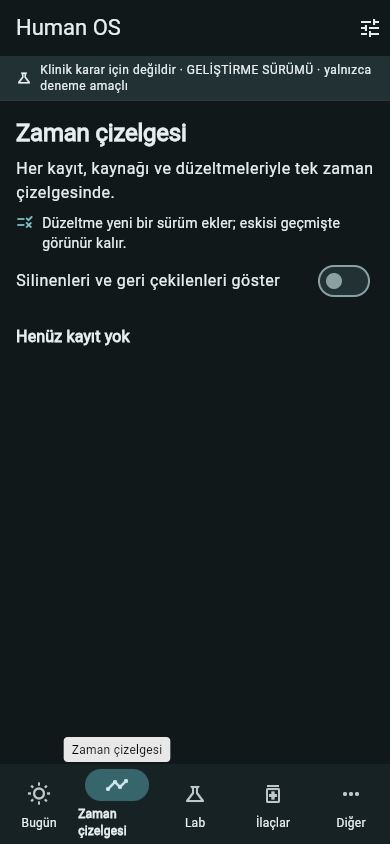 Human OS
Klinik karar için değildir · GELİŞTİRME SÜRÜMÜ · yalnızca
deneme amaçlı
Zaman çizelgesi
Her kayıt, kaynağı ve düzeltmeleriyle tek zaman
çizelgesinde.
Düzeltme yeni bir sürüm ekler; eskisi geçmişte
görünür kalır.
Silinenleri ve geri çekilenleri göster
Henüz kayıt yok
Zaman çizelgesi
Bugün
Zaman
çizelgesi
Lab
İlaçlar
Diğer